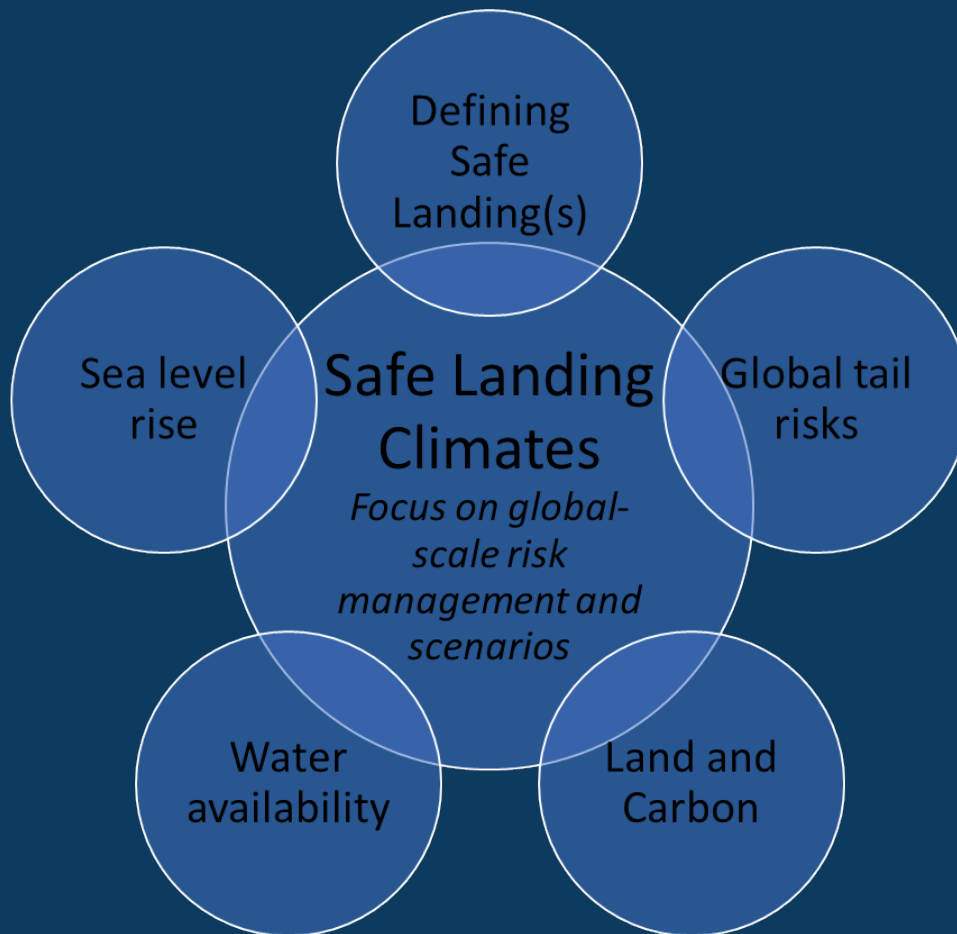 Defining
Safe
Landing(s)
Sea level
rise
Safe Landing
Climates
Focus on global-
scale risk
management and
scenarios
Global tail
risks
Water
availability
Land and
Carbon